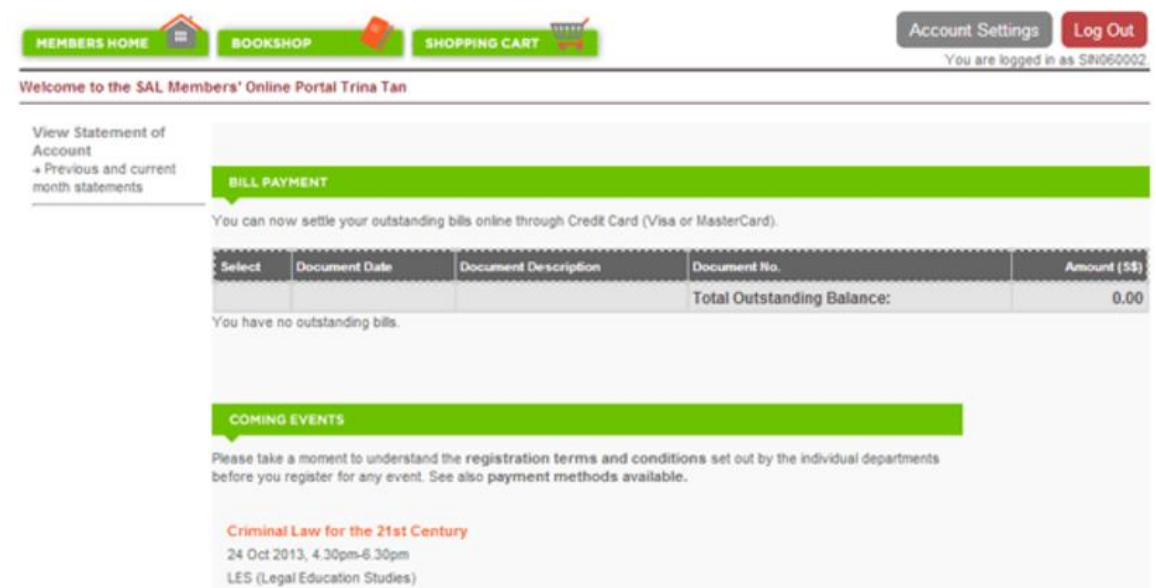 MEMBERS HOME
BOOKSHOP
SHOPPING CART
Account Settings
Log Out
You are logged in as SIN060002.
Welcome to the SAL Members' Online Portal Trina Tan
View Statement of
Account
→ Previous and current
month statements
BILL PAYMENT
You can now settle your outstanding bills online through Credit Card (Visa or MasterCard).
Select Document Date Document Description Document No. Amount (S$)
Total Outstanding Balance: 0.00
You have no outstanding bills.
COMING EVENTS
Please take a moment to understand the registration terms and conditions set out by the individual departments
before you register for any event. See also payment methods available.
Criminal Law for the 21st Century
24 Oct 2013, 4.30pm-6.30pm
LES (Legal Education Studies)